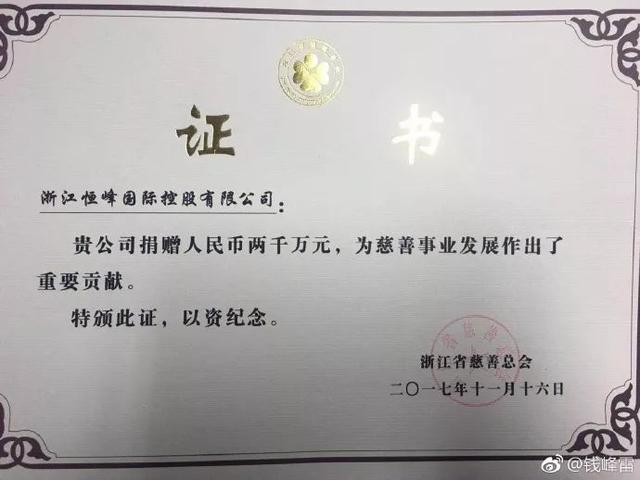 证 书
浙江恒峰国际控股有限公司：
贵公司捐赠人民币两千万元，为慈善事业发展作出了
重要贡献。
特颁此证，以资纪念。
浙江省慈善总会
二〇一七年十一月十六日
@钱峰雷